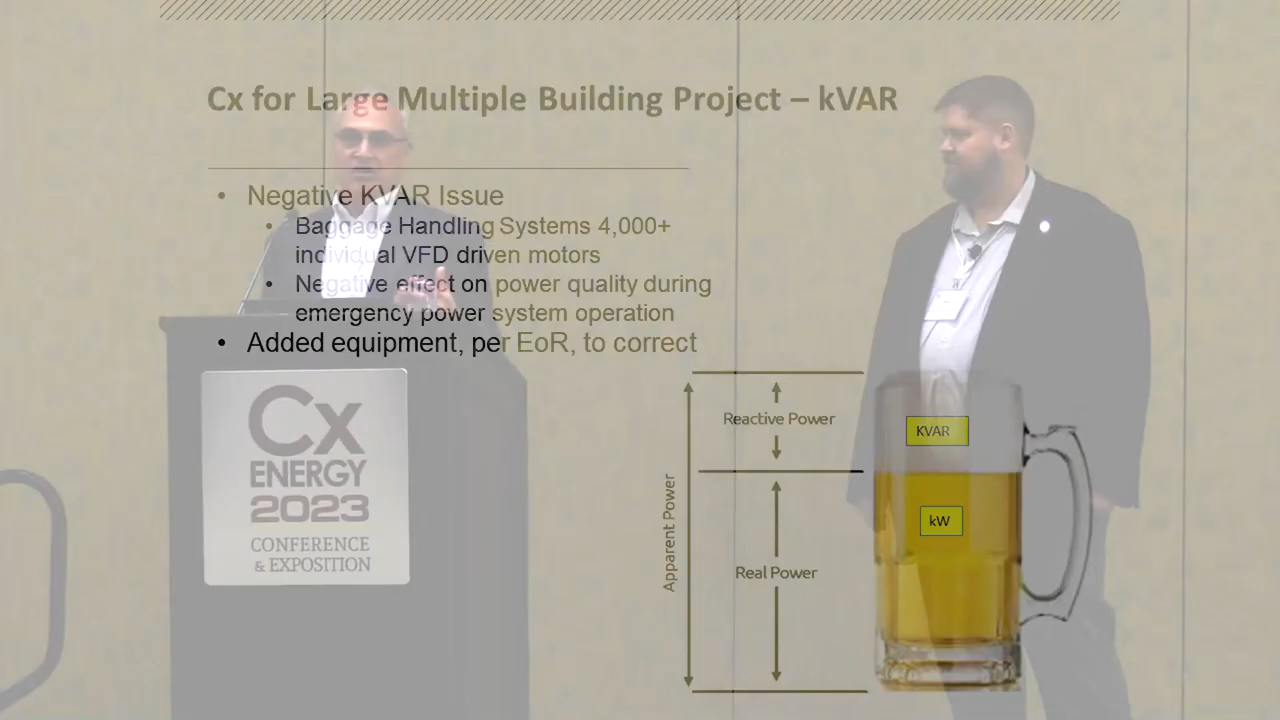 Cx for Large Multiple Building Project – kVAR
• Negative KVAR Issue
• Baggage Handling Systems 4,000+
individual VFD driven motors
• Negative effect on power quality during
emergency power system operation
• Added equipment, per EoR, to correct
Reactive Power
KVAR
Apparent Power
kW
Real Power
Cx
ENERGY
2023
CONFERENCE
& EXPOSITION